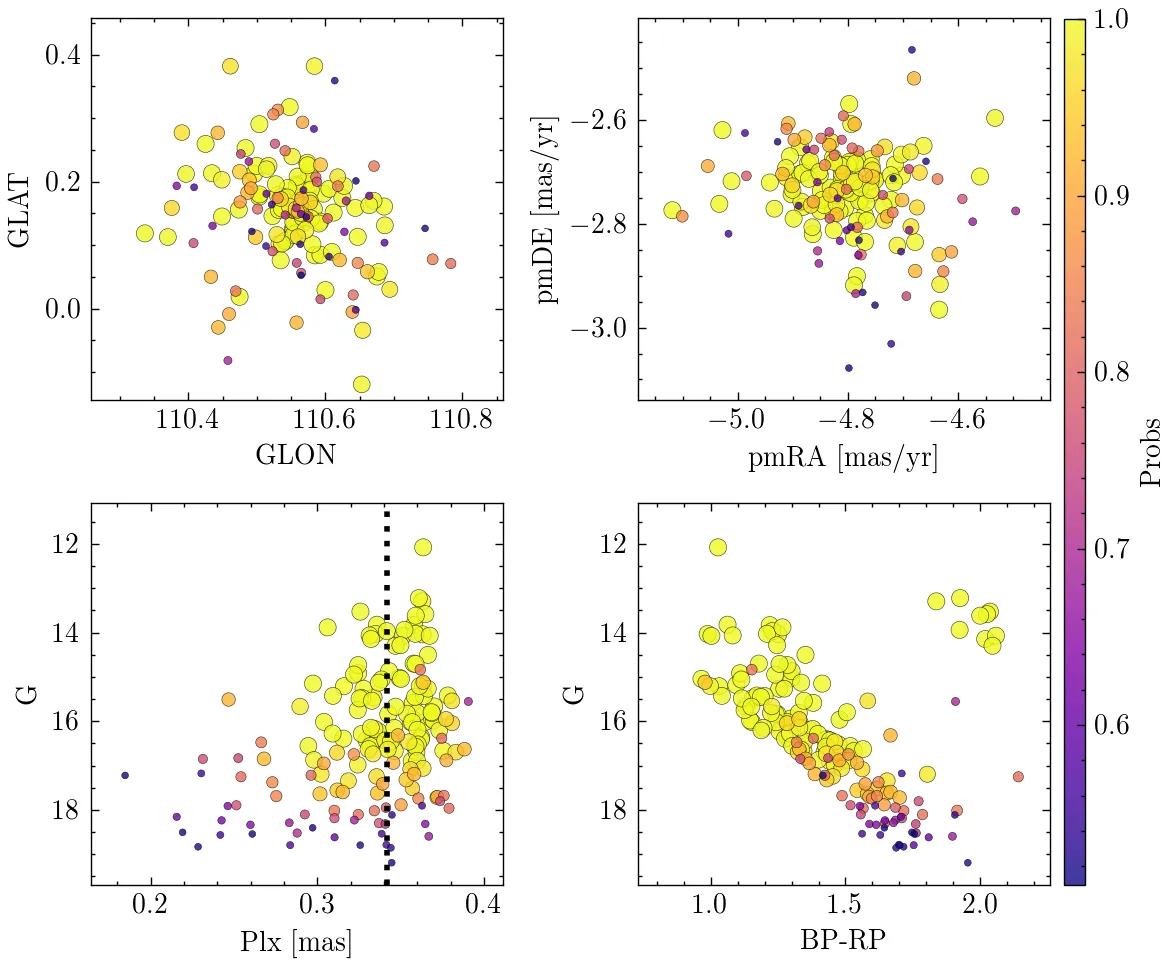 0.4
0.2
0.0
GLAT
110.4 110.6 110.8
GLON
−2.6
−2.8
−3.0
pmDE [mas/yr]
−5.0 −4.8 −4.6
pmRA [mas/yr]
1.0
0.9
0.8
0.7
0.6
Probs
12
14
16
18
G
0.2 0.3 0.4
Plx [mas]
12
14
16
18
G
1.0 1.5 2.0
BP-RP